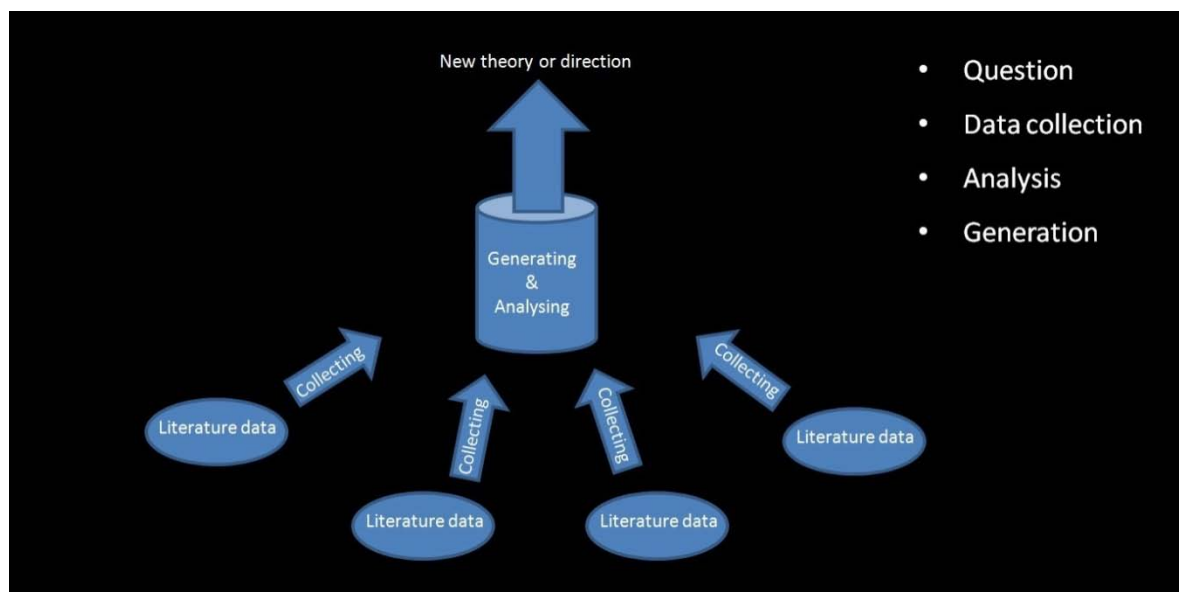 New theory or direction
• Question
• Data collection
• Analysis
• Generation
Generating
&
Analysing
Collecting
Collecting
Collecting
Collecting
Literature data
Literature data
Literature data
Literature data